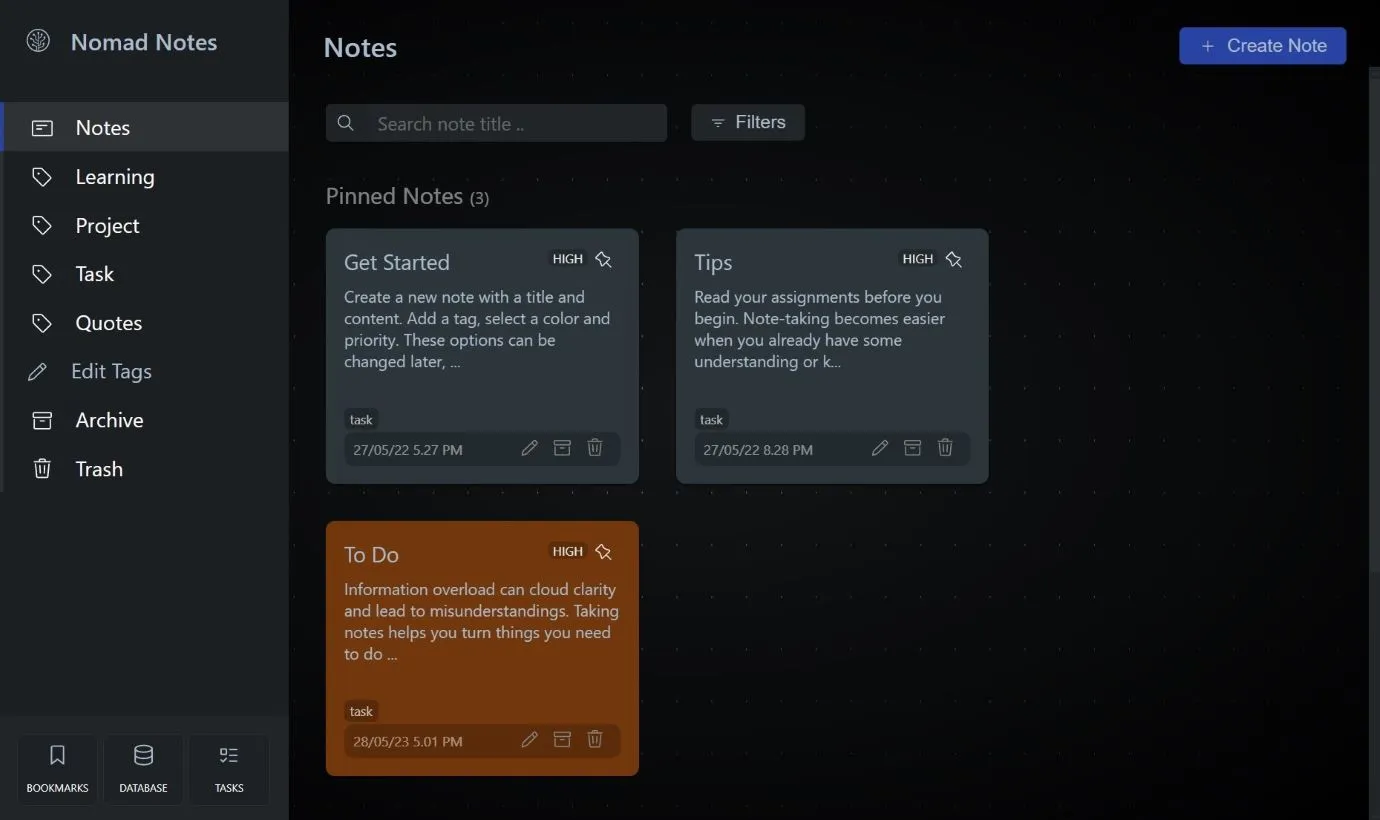 Nomad Notes
Notes
Learning
Project
Task
Quotes
Edit Tags
Archive
Trash
BOOKMARKS
DATABASE
TASKS
Notes
+ Create Note
Search note title ..
Filters
Pinned Notes (3)
Get Started
HIGH
Create a new note with a title and
content. Add a tag, select a color and
priority. These options can be
changed later, ...
task
27/05/22 5.27 PM
Tips
HIGH
Read your assignments before you
begin. Note-taking becomes easier
when you already have some
understanding or k...
task
27/05/22 8.28 PM
To Do
HIGH
Information overload can cloud clarity
and lead to misunderstandings. Taking
notes helps you turn things you need
to do ...
task
28/05/23 5.01 PM